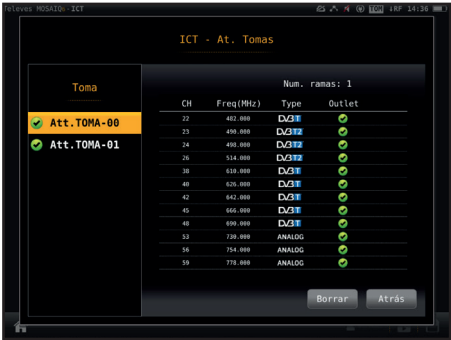 Televes MOSAIQ6-ICT
TRF 14:36
ICT - At. Tomas
Toma
Att.TOMA-00
Att.TOMA-01
Num. ramas: 1
CH Freq(MHz) Type Outlet
22 482.000 DVB T
23 490.000 DVB T2
24 498.000 DVB T2
26 514.000 DVB T2
38 610.000 DVB T
40 626.000 DVB T
42 642.000 DVB T
45 666.000 DVB T
48 690.000 DVB T
53 730.000 ANALOG
56 754.000 ANALOG
59 778.000 ANALOG
Borrar Atrás